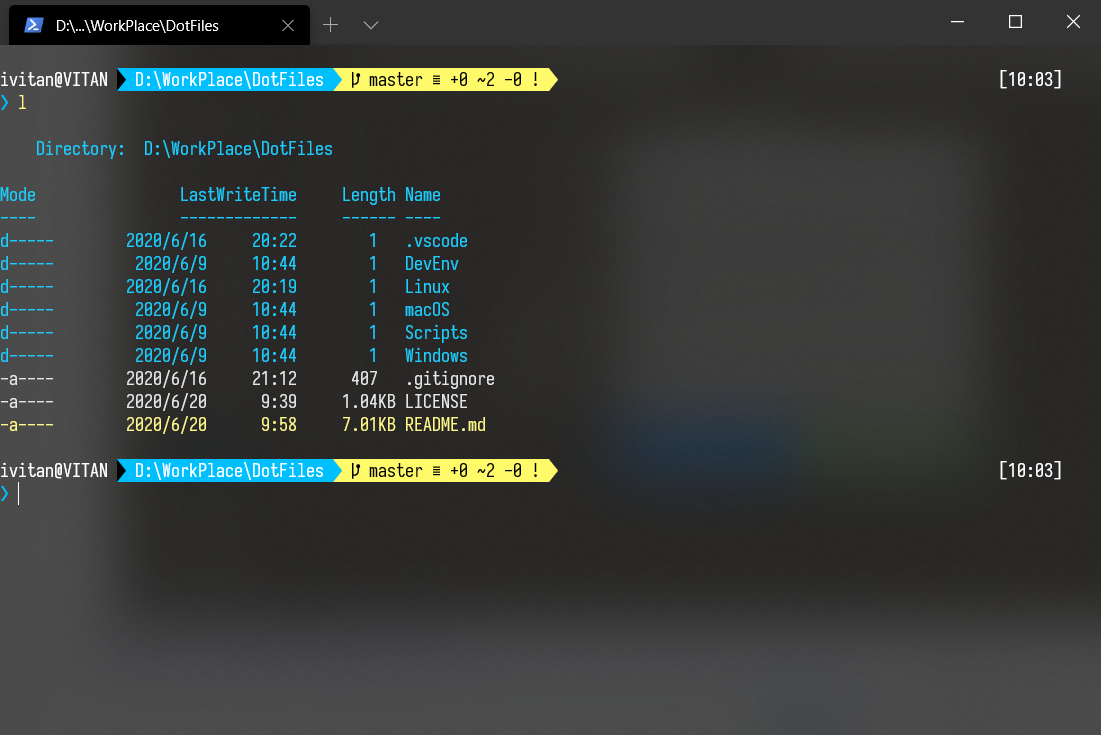 D:\...\WorkPlace\DotFiles
ivitan@VITAN D:\WorkPlace\DotFiles master ≡ +0 ~2 -0 ! [10:03]
❯ l
Directory: D:\WorkPlace\DotFiles
Mode LastWriteTime Length Name
---- ------------- ------ ----
d----- 2020/6/16 20:22 1 .vscode
d----- 2020/6/9 10:44 1 DevEnv
d----- 2020/6/16 20:19 1 Linux
d----- 2020/6/9 10:44 1 macOS
d----- 2020/6/9 10:44 1 Scripts
d----- 2020/6/9 10:44 1 Windows
-a---- 2020/6/16 21:12 407 .gitignore
-a---- 2020/6/20 9:39 1.04KB LICENSE
-a---- 2020/6/20 9:58 7.01KB README.md
ivitan@VITAN D:\WorkPlace\DotFiles master ≡ +0 ~2 -0 ! [10:03]
❯